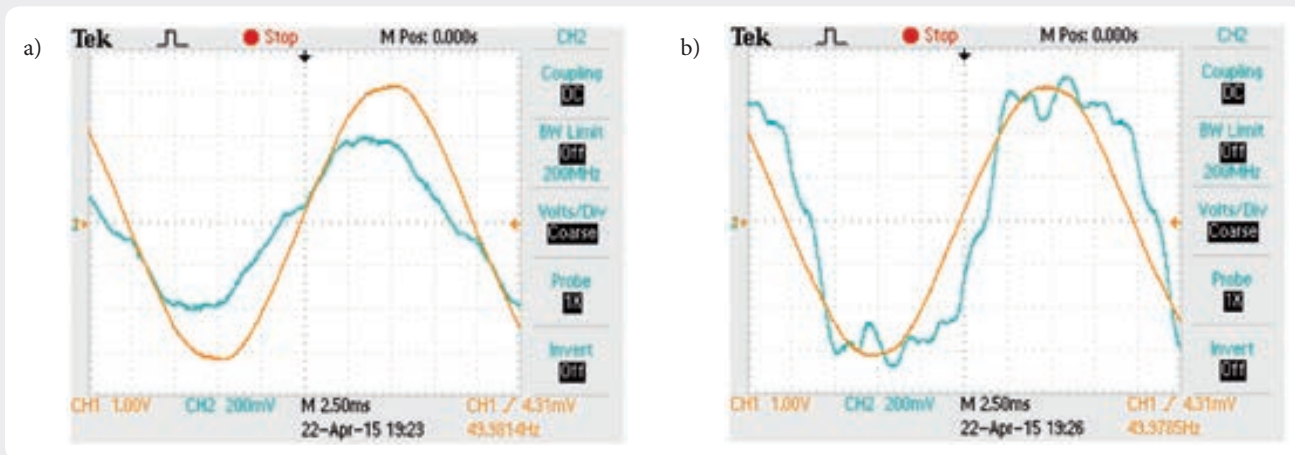 a)
Tek Stop M Pos: 0.000s CH2
Coupling
DC
BW Limit
Off
200MHz
Volts/Div
Coarse
Probe
1X
Invert
Off
2
CH1 1.00V CH2 200mV M 2.50ms CH1 / 4.31mV
22-Apr-15 19:23 49.9814Hz
b)
Tek Stop M Pos: 0.000s CH2
Coupling
DC
BW Limit
Off
200MHz
Volts/Div
Coarse
Probe
1X
Invert
Off
2
CH1 1.00V CH2 200mV M 2.50ms CH1 / 4.31mV
22-Apr-15 19:26 49.9785Hz